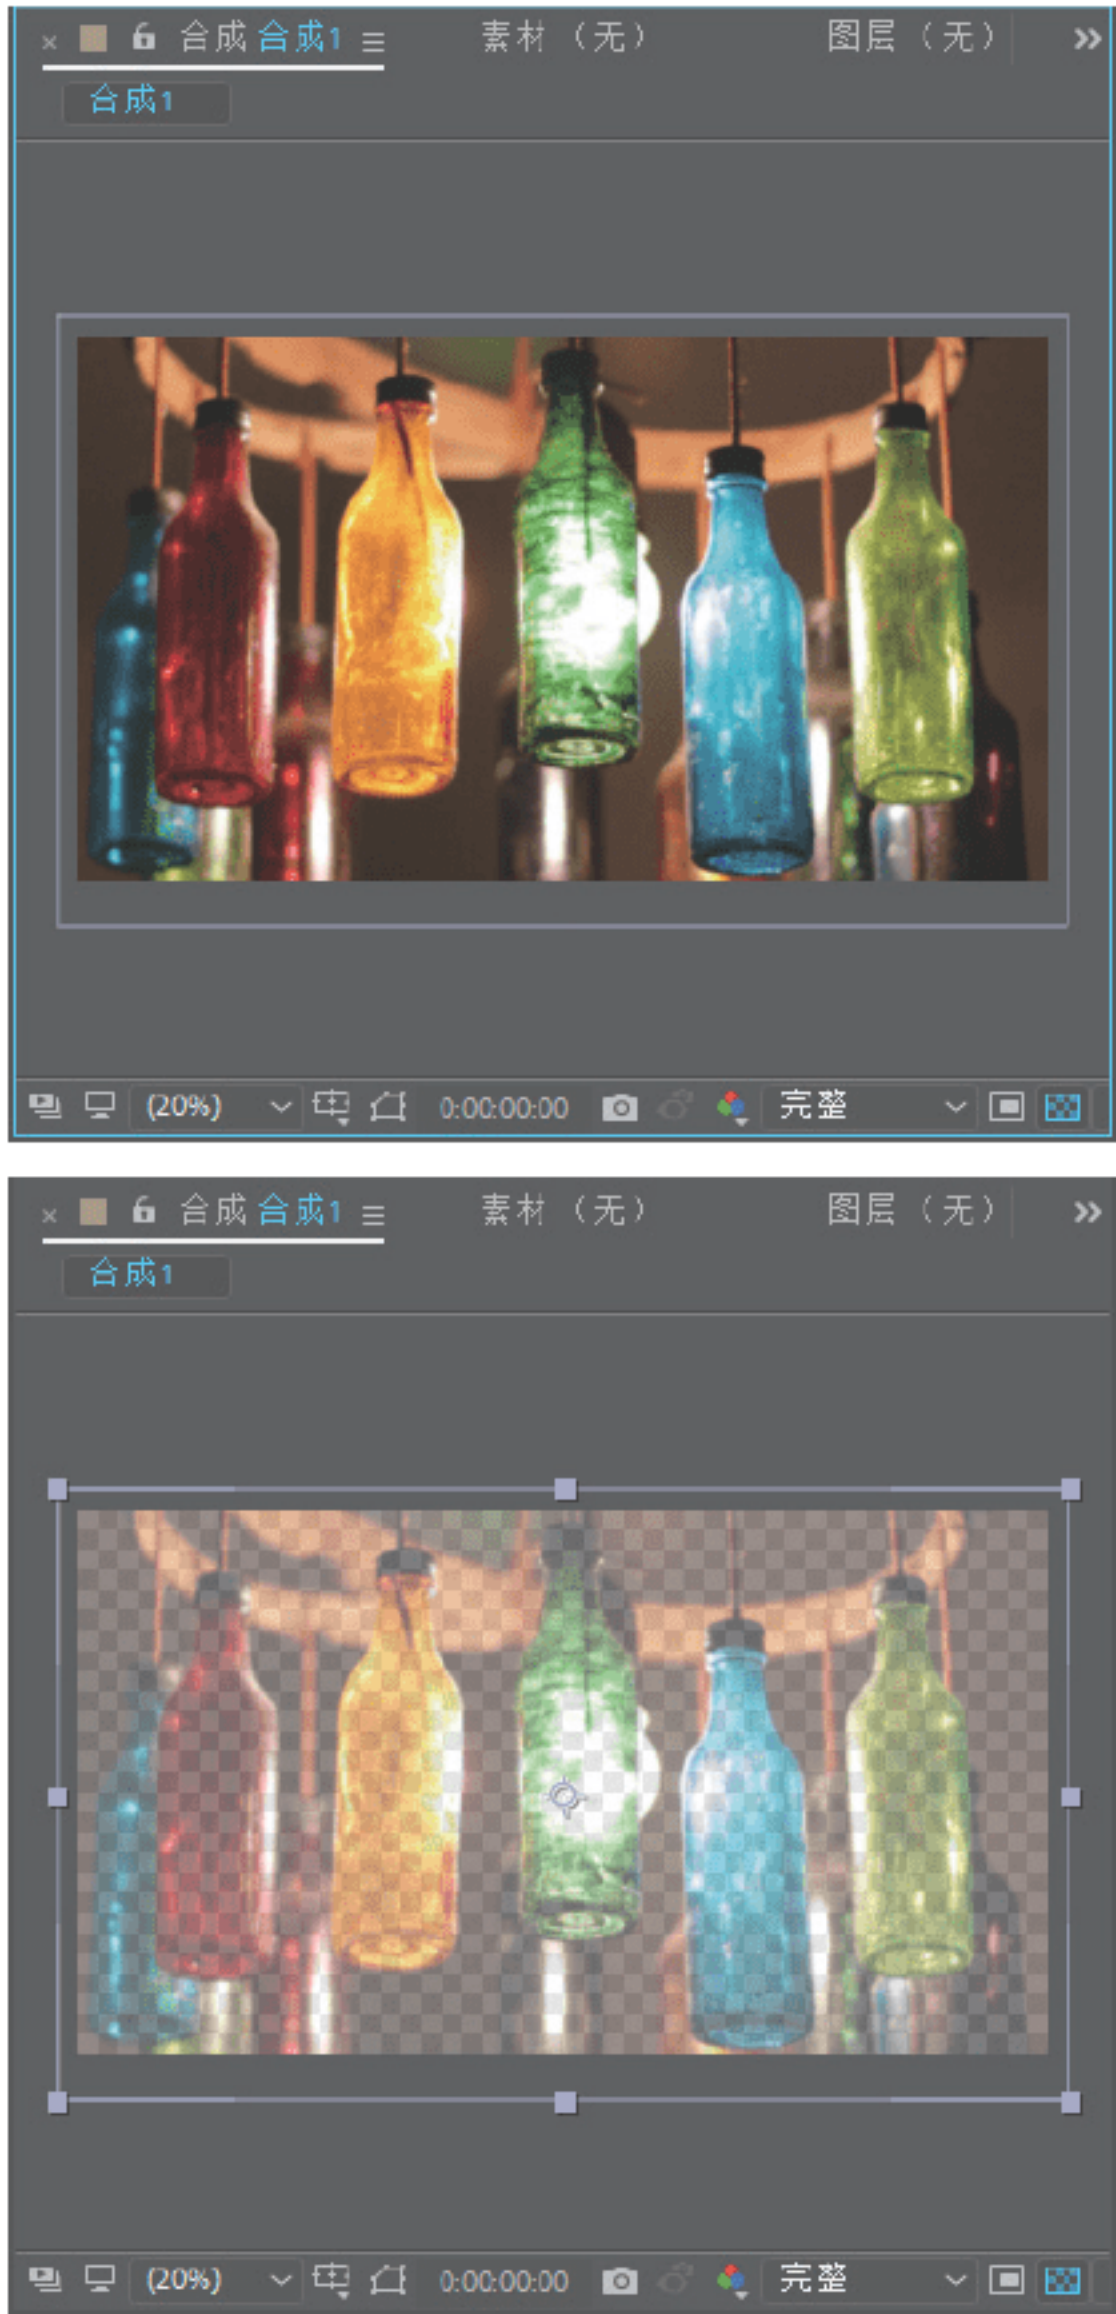 合成 合成1 素材 （无） 图层 （无）
合成1
(20%) 0:00:00:00 完整
合成 合成1 素材 （无） 图层 （无）
合成1
(20%) 0:00:00:00 完整